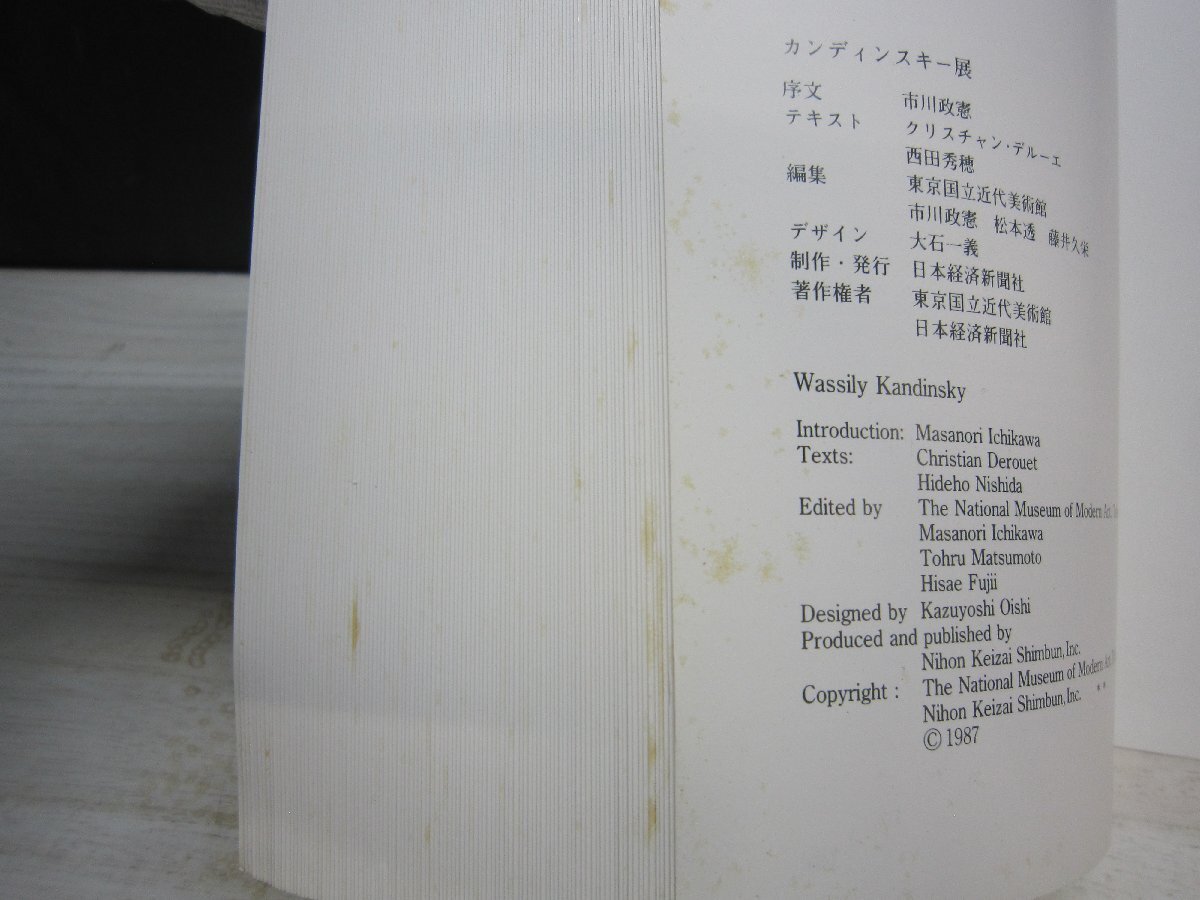 カンディンスキー展
序文 市川政憲
テキスト クリスチャン・デルーエ
西田秀穂
編集 東京国立近代美術館
市川政憲 松本透 藤井久栄
デザイン 大石一義
制作・発行 日本経済新聞社
著作権者 東京国立近代美術館
日本経済新聞社
Wassily Kandinsky
Introduction: Masanori Ichikawa
Texts: Christian Derouet
Hideho Nishida
Edited by The National Museum of Modern Art,
Masanori Ichikawa
Tohru Matsumoto
Hisae Fujii
Designed by Kazuyoshi Oishi
Produced and published by
Nihon Keizai Shimbun, Inc.
Copyright : The National Museum of Modern Art,
Nihon Keizai Shimbun, Inc.
© 1987